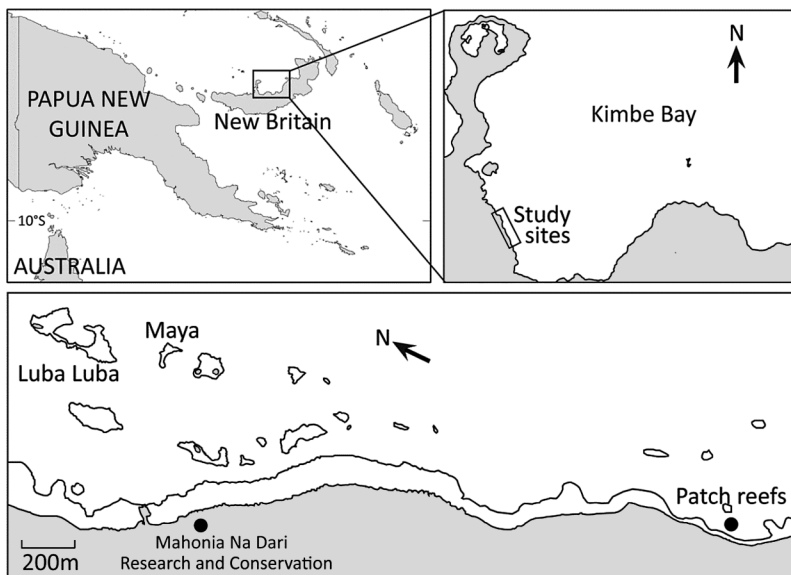 PAPUA NEW
GUINEA
New Britain
10°S
AUSTRALIA
N
Kimbe Bay
Study
sites
Maya
Luba Luba
N
Patch reefs
200m
Mahonia Na Dari
Research and Conservation